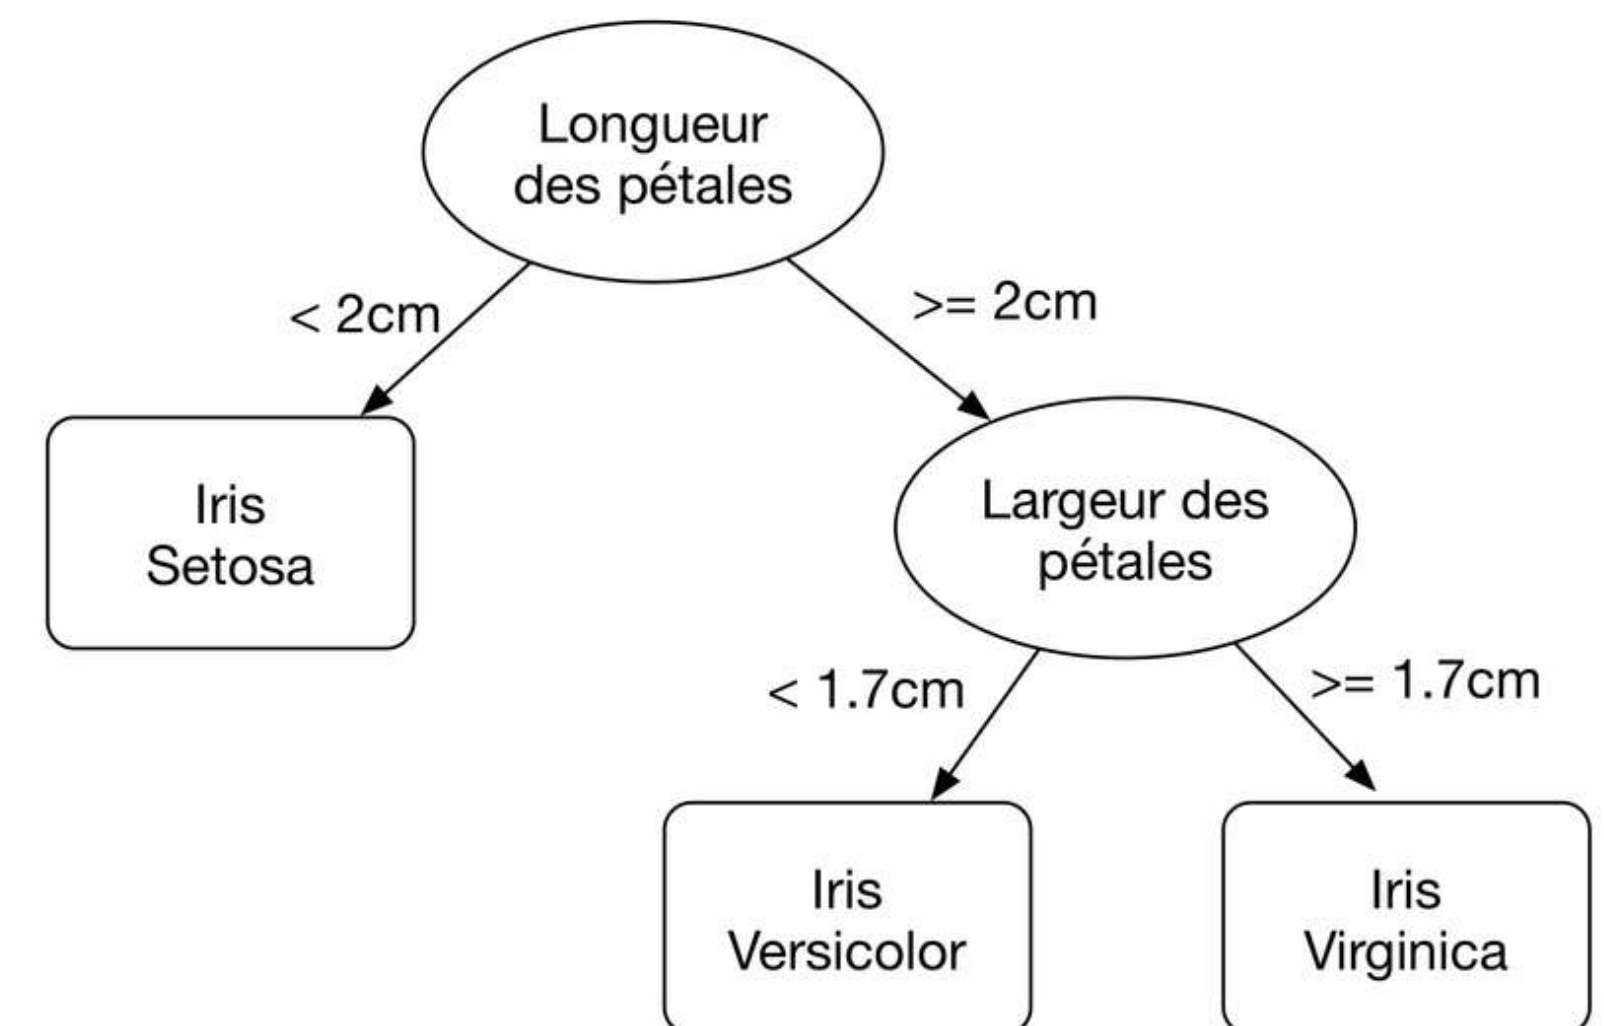 Longueur
des pétales
< 2cm
>= 2cm
Iris
Setosa
Largeur des
pétales
< 1.7cm
>= 1.7cm
Iris
Versicolor
Iris
Virginica